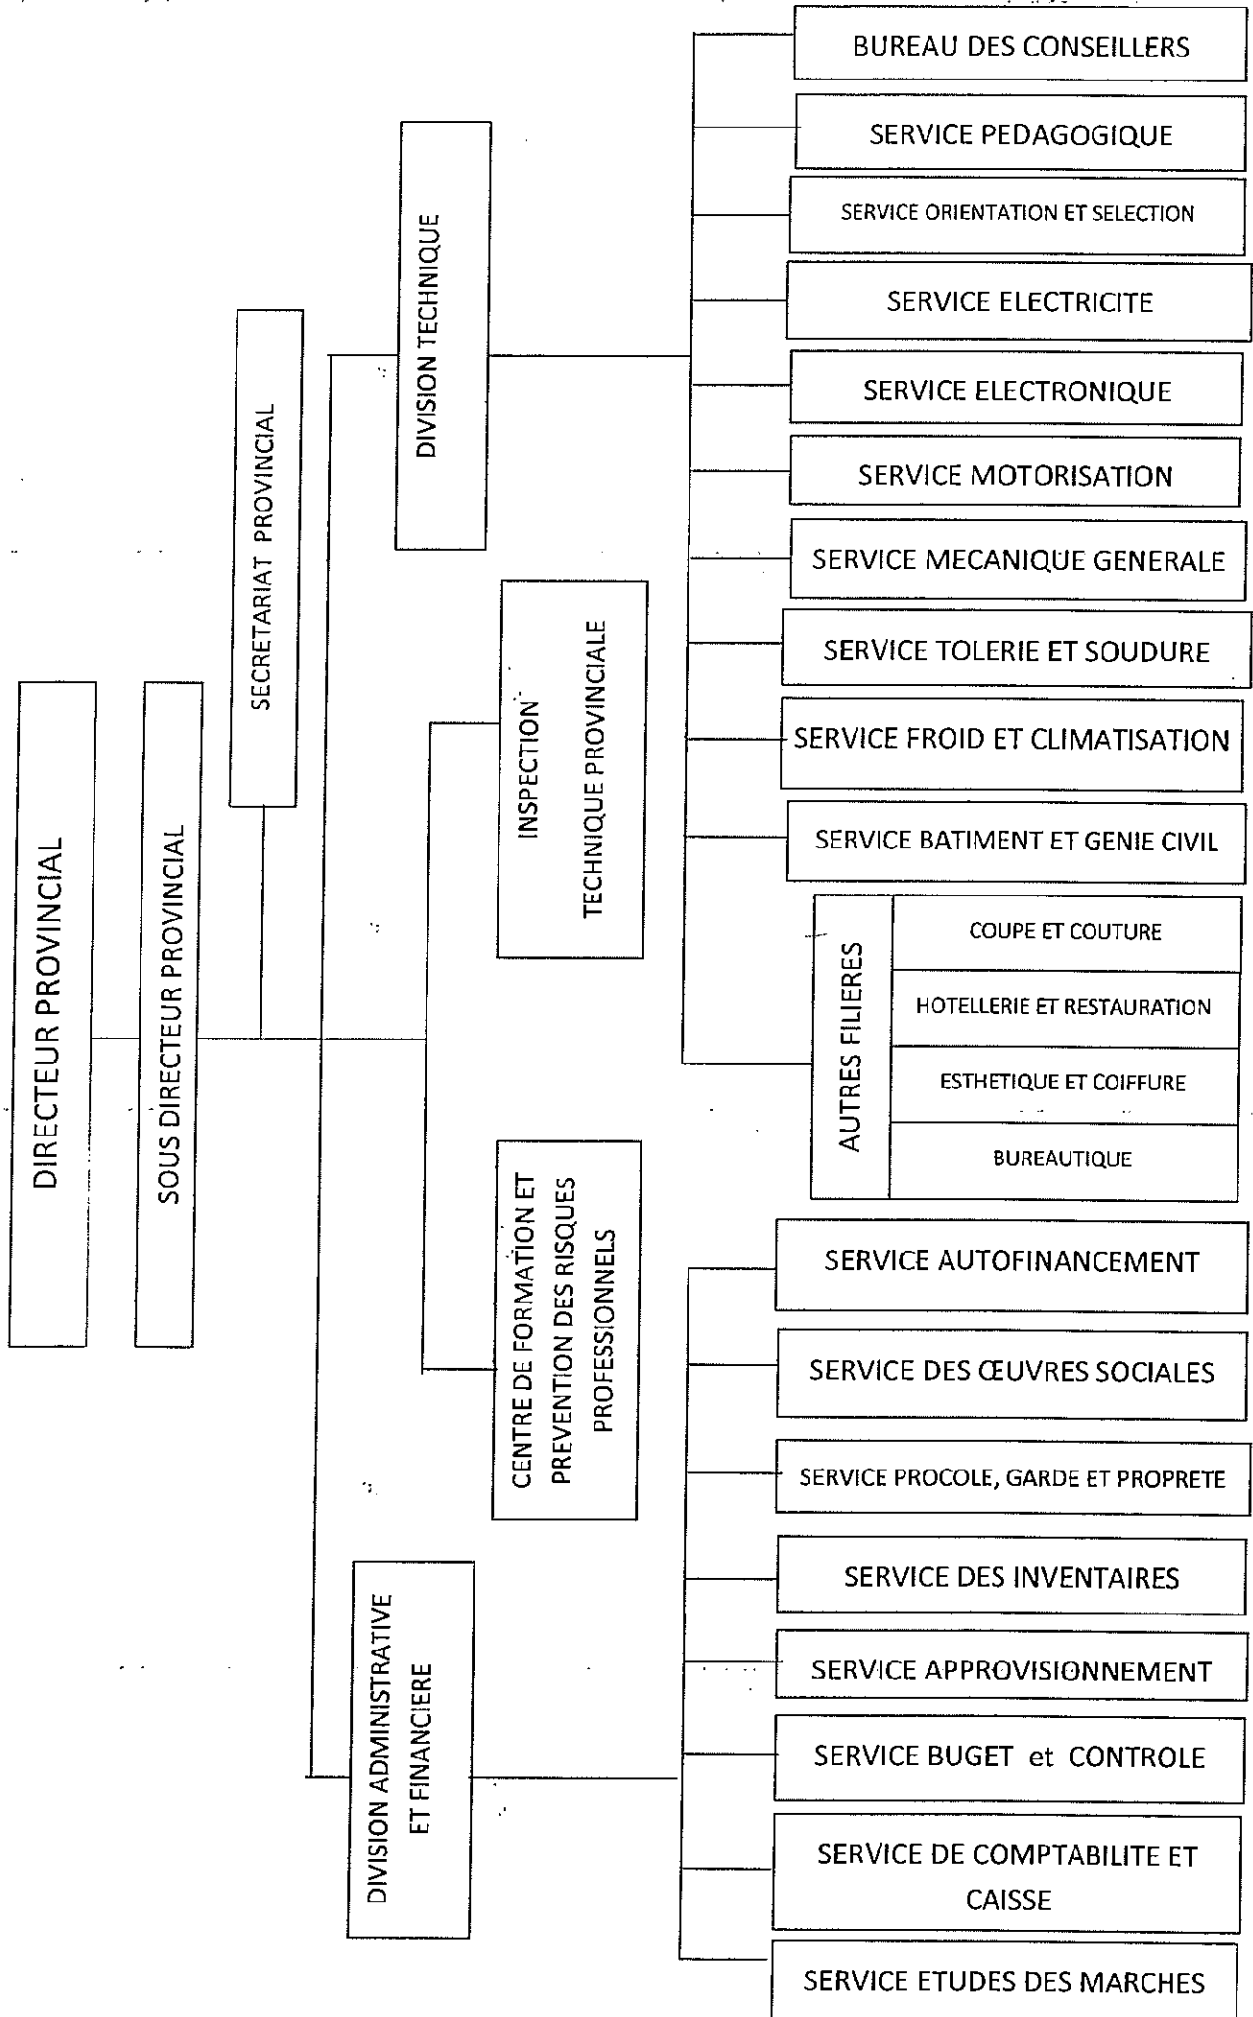 DIRECTEUR PROVINCIAL
SOUS DIRECTEUR PROVINCIAL
SECRETARIAT PROVINCIAL
DIVISION ADMINISTRATIVE
ET FINANCIERE
DIVISION TECHNIQUE
CENTRE DE FORMATION ET
PREVENTION DES RISQUES
PROFESSIONNELS
INSPECTION
TECHNIQUE PROVINCIALE
BUREAU DES CONSEILLERS
SERVICE PEDAGOGIQUE
SERVICE ORIENTATION ET SELECTION
SERVICE ELECTRICITE
SERVICE ELECTRONIQUE
SERVICE MOTORISATION
SERVICE MECANIQUE GENERALE
SERVICE TOLERIE ET SOUDURE
SERVICE FROID ET CLIMATISATION
SERVICE BATIMENT ET GENIE CIVIL
AUTRES FILIERES
COUPE ET COUTURE
HOTELLERIE ET RESTAURATION
ESTHETIQUE ET COIFFURE
BUREAUTIQUE
SERVICE AUTOFINANCEMENT
SERVICE DES ŒUVRES SOCIALES
SERVICE PROCOLE, GARDE ET PROPRETE
SERVICE DES INVENTAIRES
SERVICE APPROVISIONNEMENT
SERVICE BUGET et CONTROLE
SERVICE DE COMPTABILITE ET
CAISSE
SERVICE ETUDES DES MARCHES